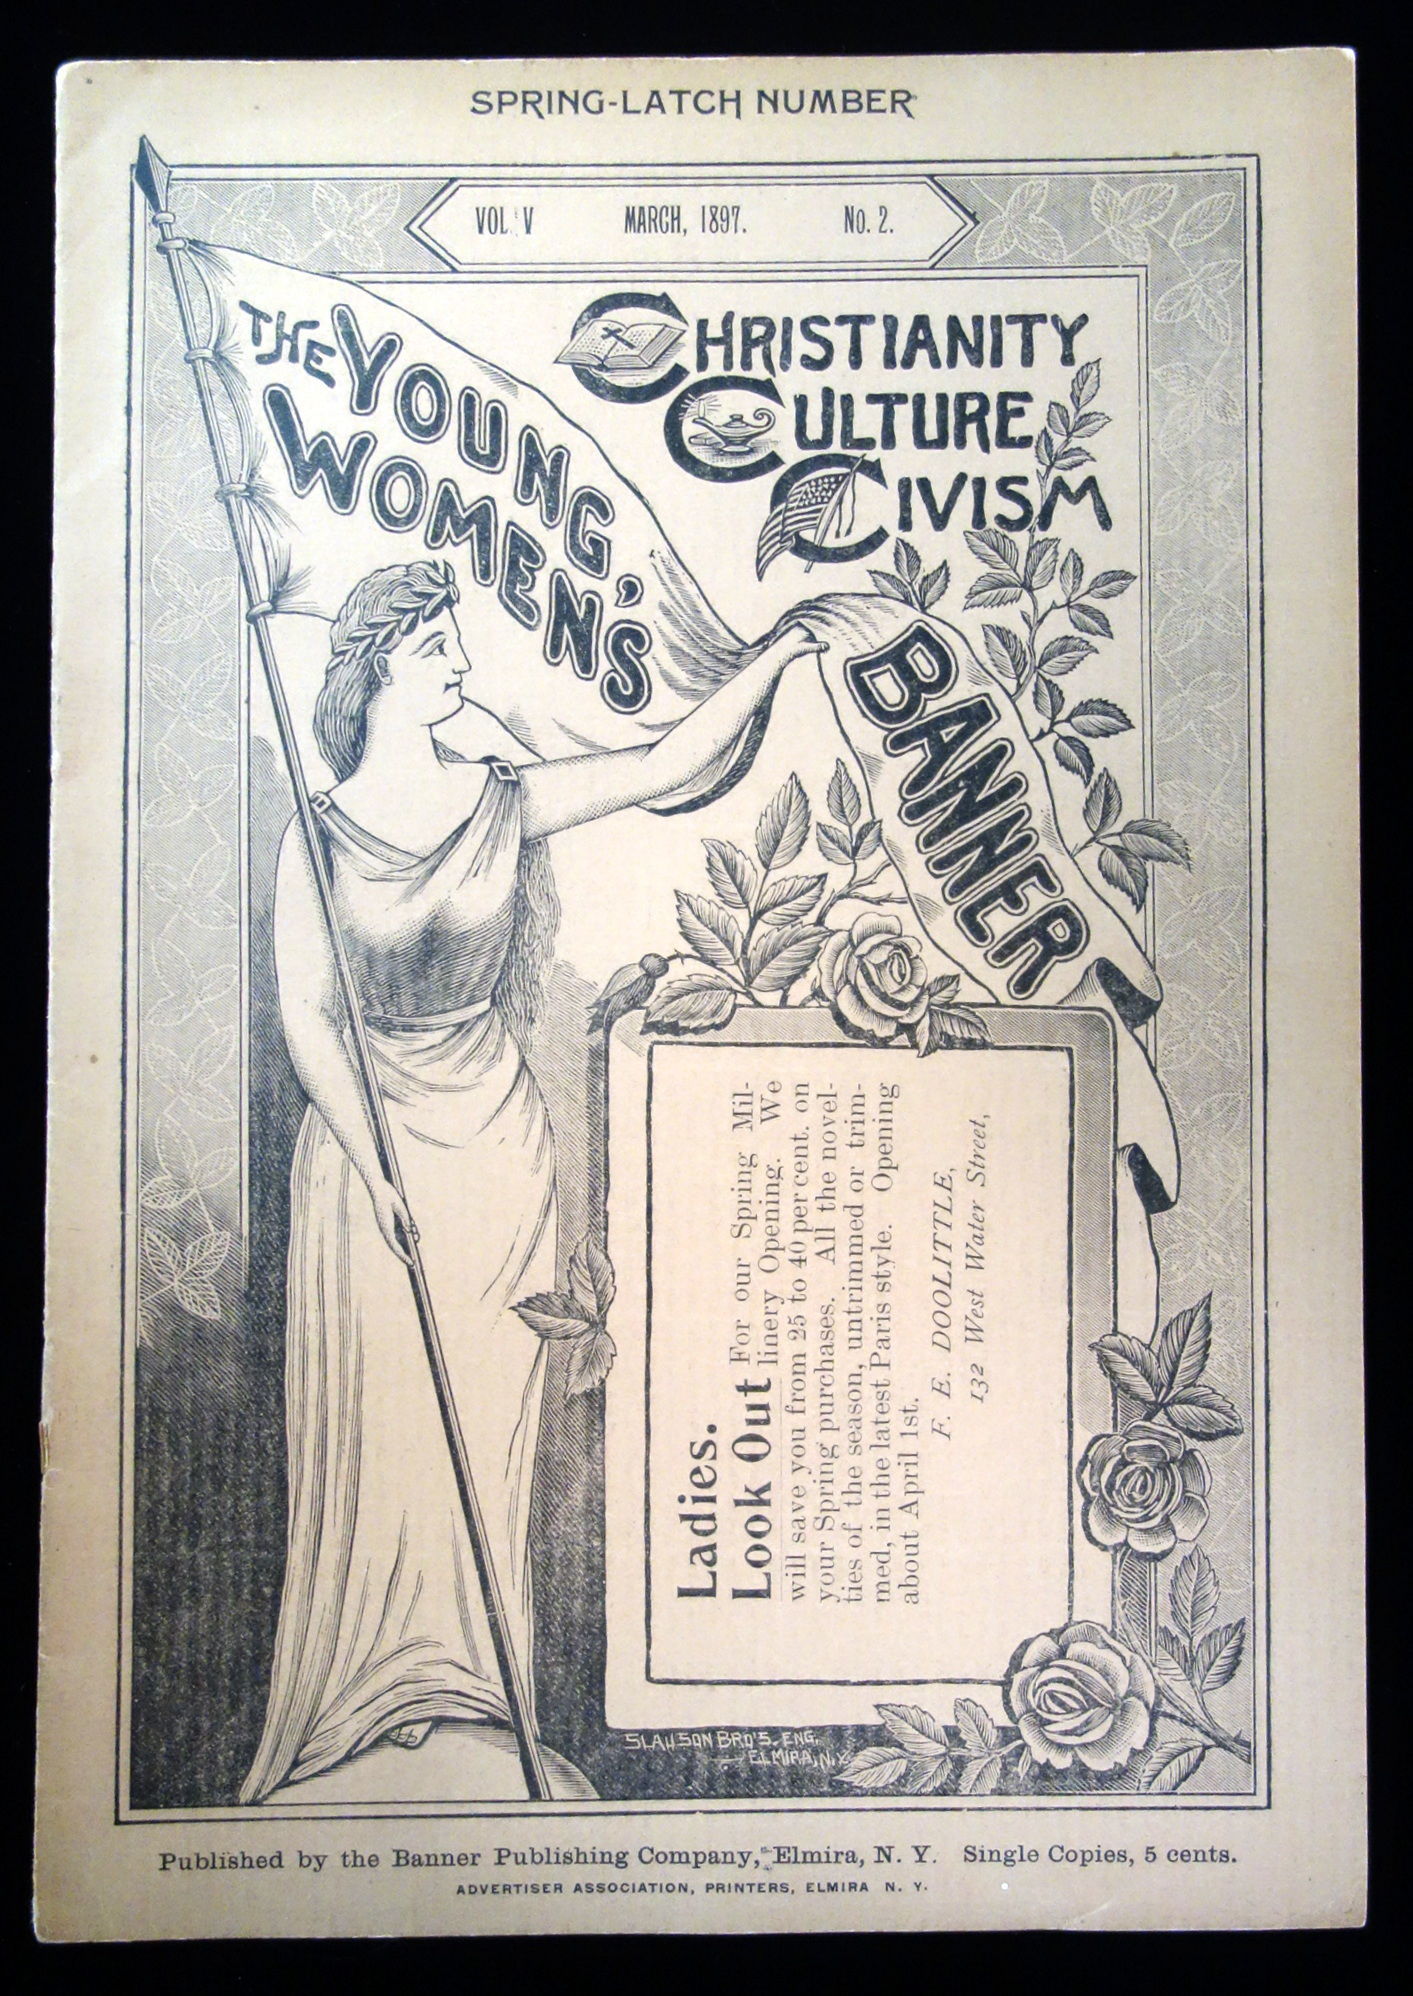 SPRING-LATCH NUMBER
VOL. V MARCH, 1897. No. 2.
THE YOUNG
WOMEN'S
BANNER
CHRISTIANITY
CULTURE
CIVISM
Ladies.
Look Out For our Spring Mil-
linery Opening. We
will save you from 25 to 40 per cent. on
your Spring purchases. All the novel-
ties of the season, untrimmed or trim-
med, in the latest Paris style. Opening
about April 1st.
F. E. DOOLITTLE,
132 West Water Street,
SLAUSON BRO'S. ENG.
ELMIRA, N.Y.
Published by the Banner Publishing Company, Elmira, N. Y. Single Copies, 5 cents.
ADVERTISER ASSOCIATION, PRINTERS, ELMIRA N. Y.